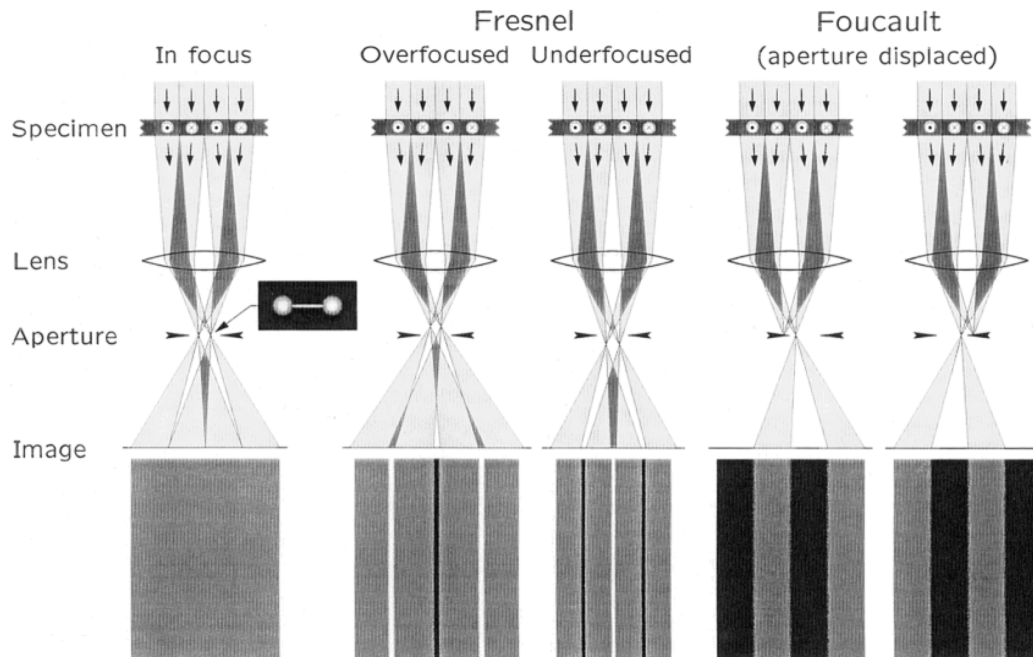 Fresnel
Foucault
In focus
Overfocused
Underfocused
(aperture displaced)
Specimen
Lens
Aperture
Image